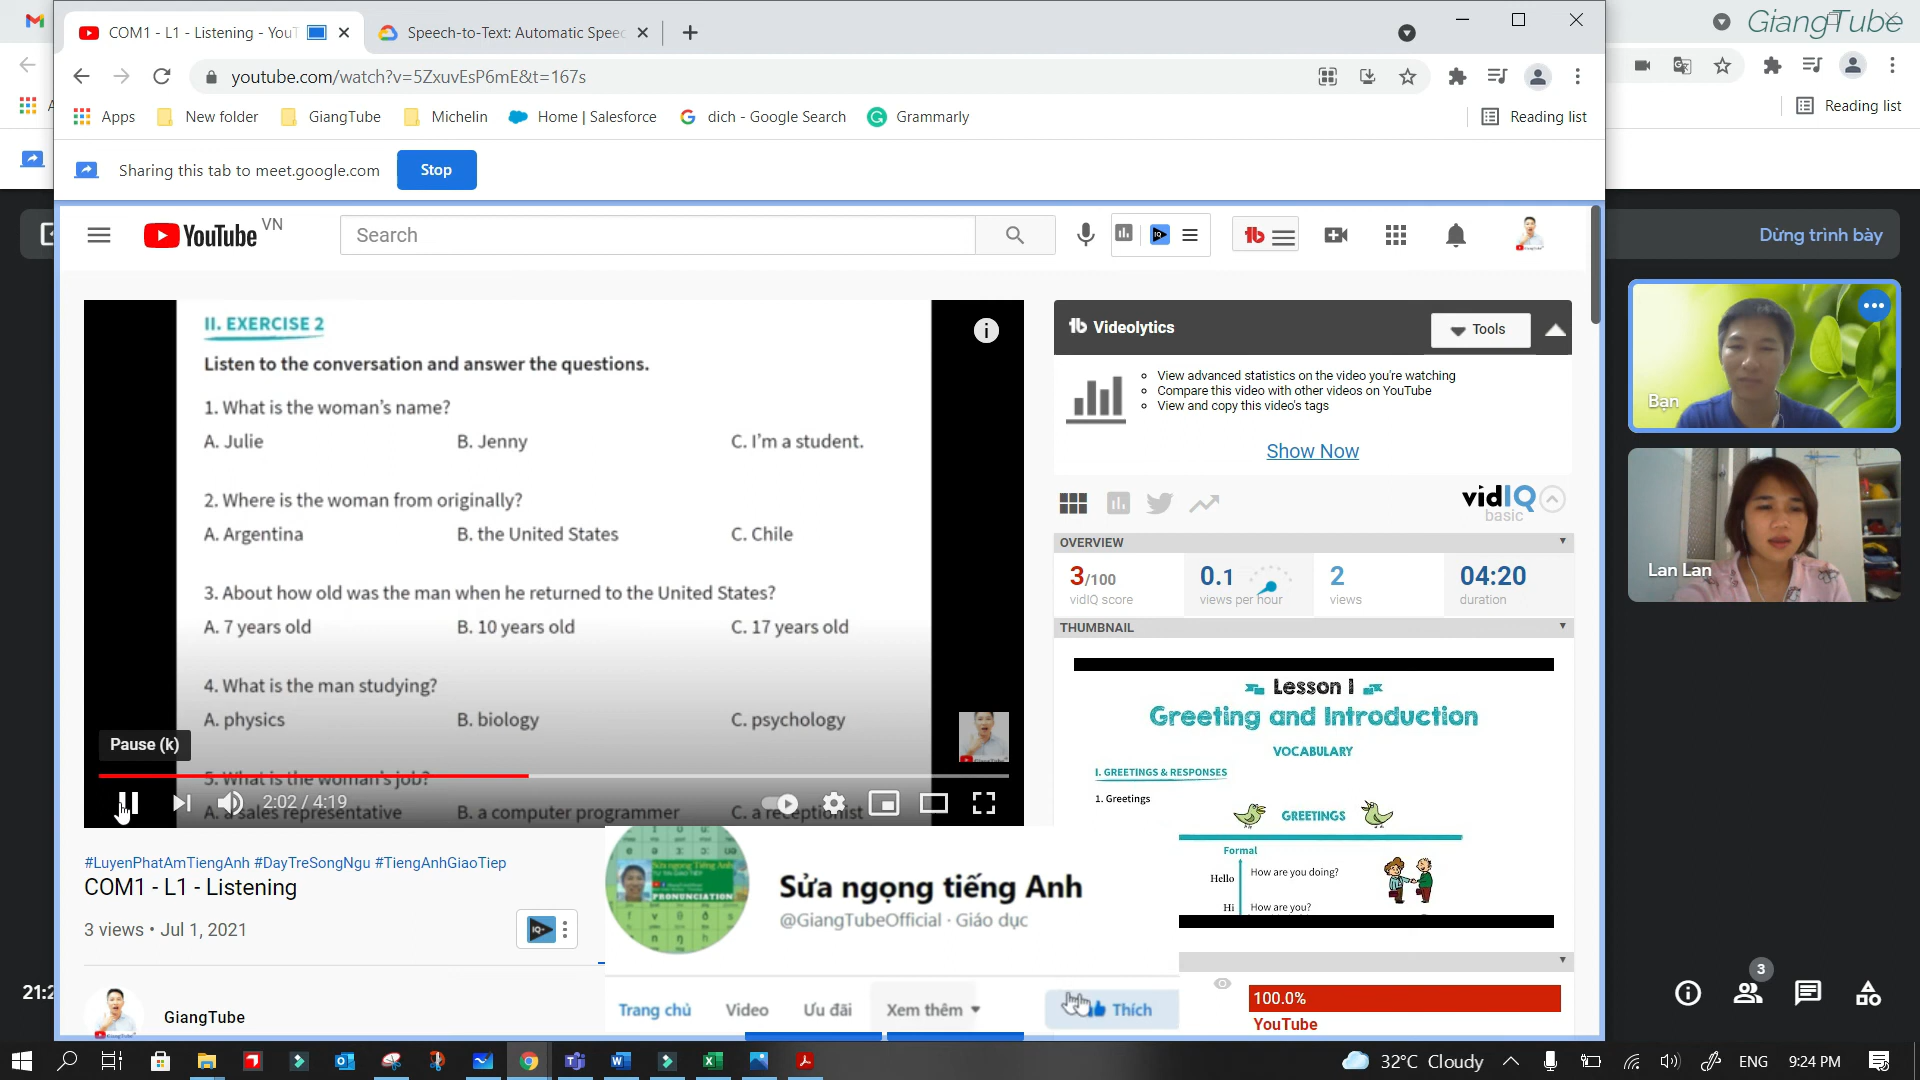 GiangTube
COM1 - L1 - Listening - YouT
Speech-to-Text: Automatic Speec
youtube.com/watch?v=5ZxuvEsP6mE&t=167s
Apps
New folder
GiangTube
Michelin
Home | Salesforce
dich - Google Search
Grammarly
Reading list
Reading list
Sharing this tab to meet.google.com
Stop
YouTube VN
Search
Dừng trình bày
II. EXERCISE 2
Listen to the conversation and answer the questions.
1. What is the woman's name?
A. Julie B. Jenny C. I'm a student.
2. Where is the woman from originally?
A. Argentina B. the United States C. Chile
3. About how old was the man when he returned to the United States?
A. 7 years old B. 10 years old C. 17 years old
4. What is the man studying?
A. physics B. biology C. psychology
Pause (k)
5. What is the woman's job?
2:02 / 4:19
A. a sales representative B. a computer programmer C. a receptionist
Videolytics
Tools
View advanced statistics on the video you're watching
Compare this video with other videos on YouTube
View and copy this video's tags
Show Now
vidIQ
basic
OVERVIEW
3/100 0.1 2 04:20
vidIQ score views per hour views duration
THUMBNAIL
Lesson 1
Greeting and Introduction
VOCABULARY
I. GREETINGS & RESPONSES
1. Greetings
GREETINGS
Formal
Hello How are you doing?
Hi How are you?
100.0%
YouTube
Bạn
Lan Lan
#LuyenPhatAmTiengAnh #DayTreSongNgu #TiengAnhGiaoTiep
COM1 - L1 - Listening
3 views • Jul 1, 2021
GiangTube
Sửa ngọng Tiếng Anh
PRONUNCIATION
Sửa ngọng tiếng Anh
@GiangTubeOfficial · Giáo dục
Trang chủ
Video
Ưu đãi
Xem thêm
Thích
3
21:2
32°C Cloudy
ENG
9:24 PM